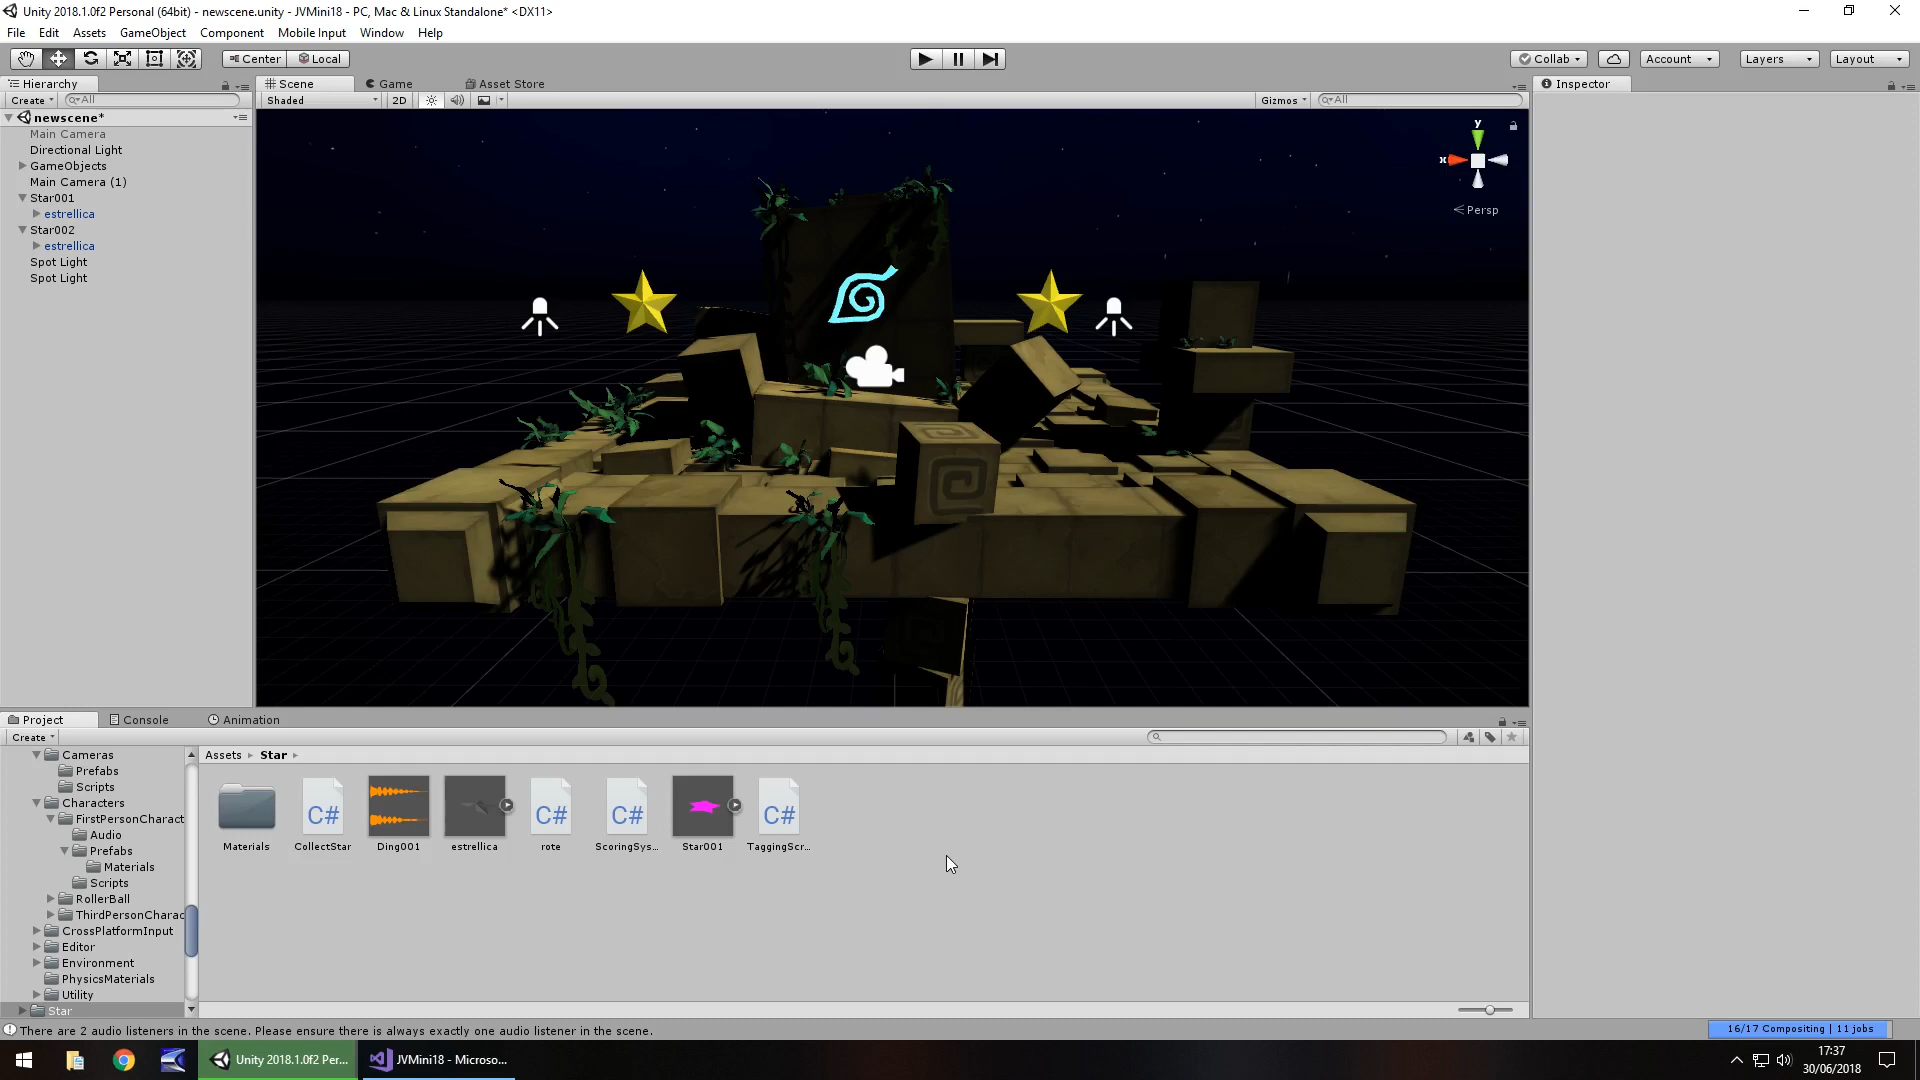 Unity 2018.1.0f2 Personal (64bit) - newscene.unity - JVMini18 - PC, Mac & Linux Standalone* <DX11>
File Edit Assets GameObject Component Mobile Input Window Help
Center Local Collab Account Layers Layout
Hierarchy Scene Game Asset Store Inspector
Create All Shaded 2D Gizmos All
newscene*
Main Camera
Directional Light
GameObjects
Main Camera (1)
Star001
estrellica
Star002
estrellica
Spot Light
Spot Light
y
x
Persp
Project Console Animation
Create
Cameras
Prefabs
Scripts
Characters
FirstPersonCharact
Audio
Prefabs
Materials
Scripts
RollerBall
ThirdPersonCharac
CrossPlatformInput
Editor
Environment
PhysicsMaterials
Utility
Star
Assets Star
C# C# C# C#
Materials CollectStar Ding001 estrellica rote ScoringSys... Star001 TaggingScr...
There are 2 audio listeners in the scene. Please ensure there is always exactly one audio listener in the scene.
16/17 Compositing | 11 jobs
Unity 2018.1.0f2 Per... JVMini18 - Microso...
17:37
30/06/2018